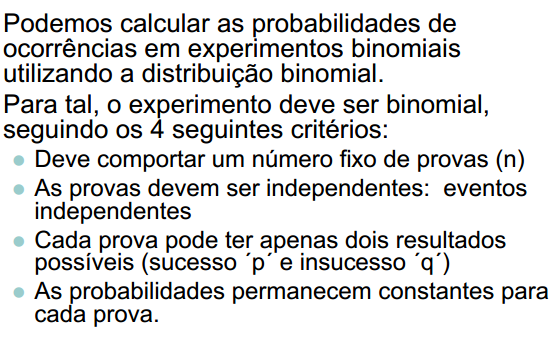 Podemos calcular as probabilidades de
ocorrências em experimentos binomiais
utilizando a distribuição binomial.
Para tal, o experimento deve ser binomial,
seguindo os 4 seguintes critérios:
● Deve comportar um número fixo de provas (n)
● As provas devem ser independentes: eventos
independentes
● Cada prova pode ter apenas dois resultados
possíveis (sucesso ´p´ e insucesso ´q´)
● As probabilidades permanecem constantes para
cada prova.